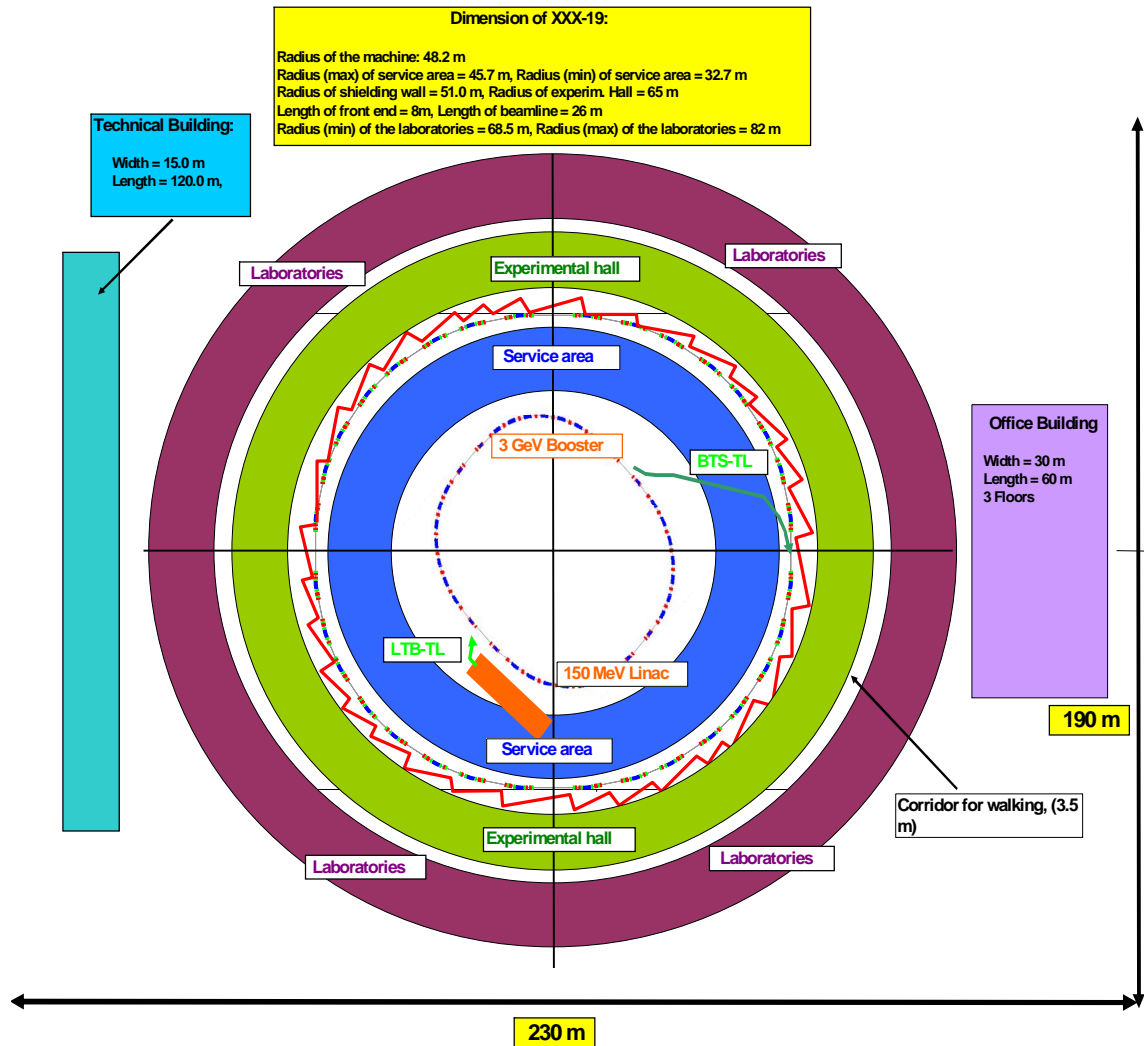 Dimension of XXX-19:
Radius of the machine: 48.2 m
Radius (max) of service area = 45.7 m, Radius (min) of service area = 32.7 m
Radius of shielding wall = 51.0 m, Radius of experim. Hall = 65 m
Length of front end = 8m, Length of beamline = 26 m
Radius (min) of the laboratories = 68.5 m, Radius (max) of the laboratories = 82 m
Technical Building:
Width = 15.0 m
Length = 120.0 m,
Laboratories
Laboratories
Experimental hall
Service area
3 GeV Booster
BTS-TL
Office Building
Width = 30 m
Length = 60 m
3 Floors
LTB-TL
150 MeV Linac
190 m
Service area
Corridor for walking, (3.5
m)
Experimental hall
Laboratories
Laboratories
230 m